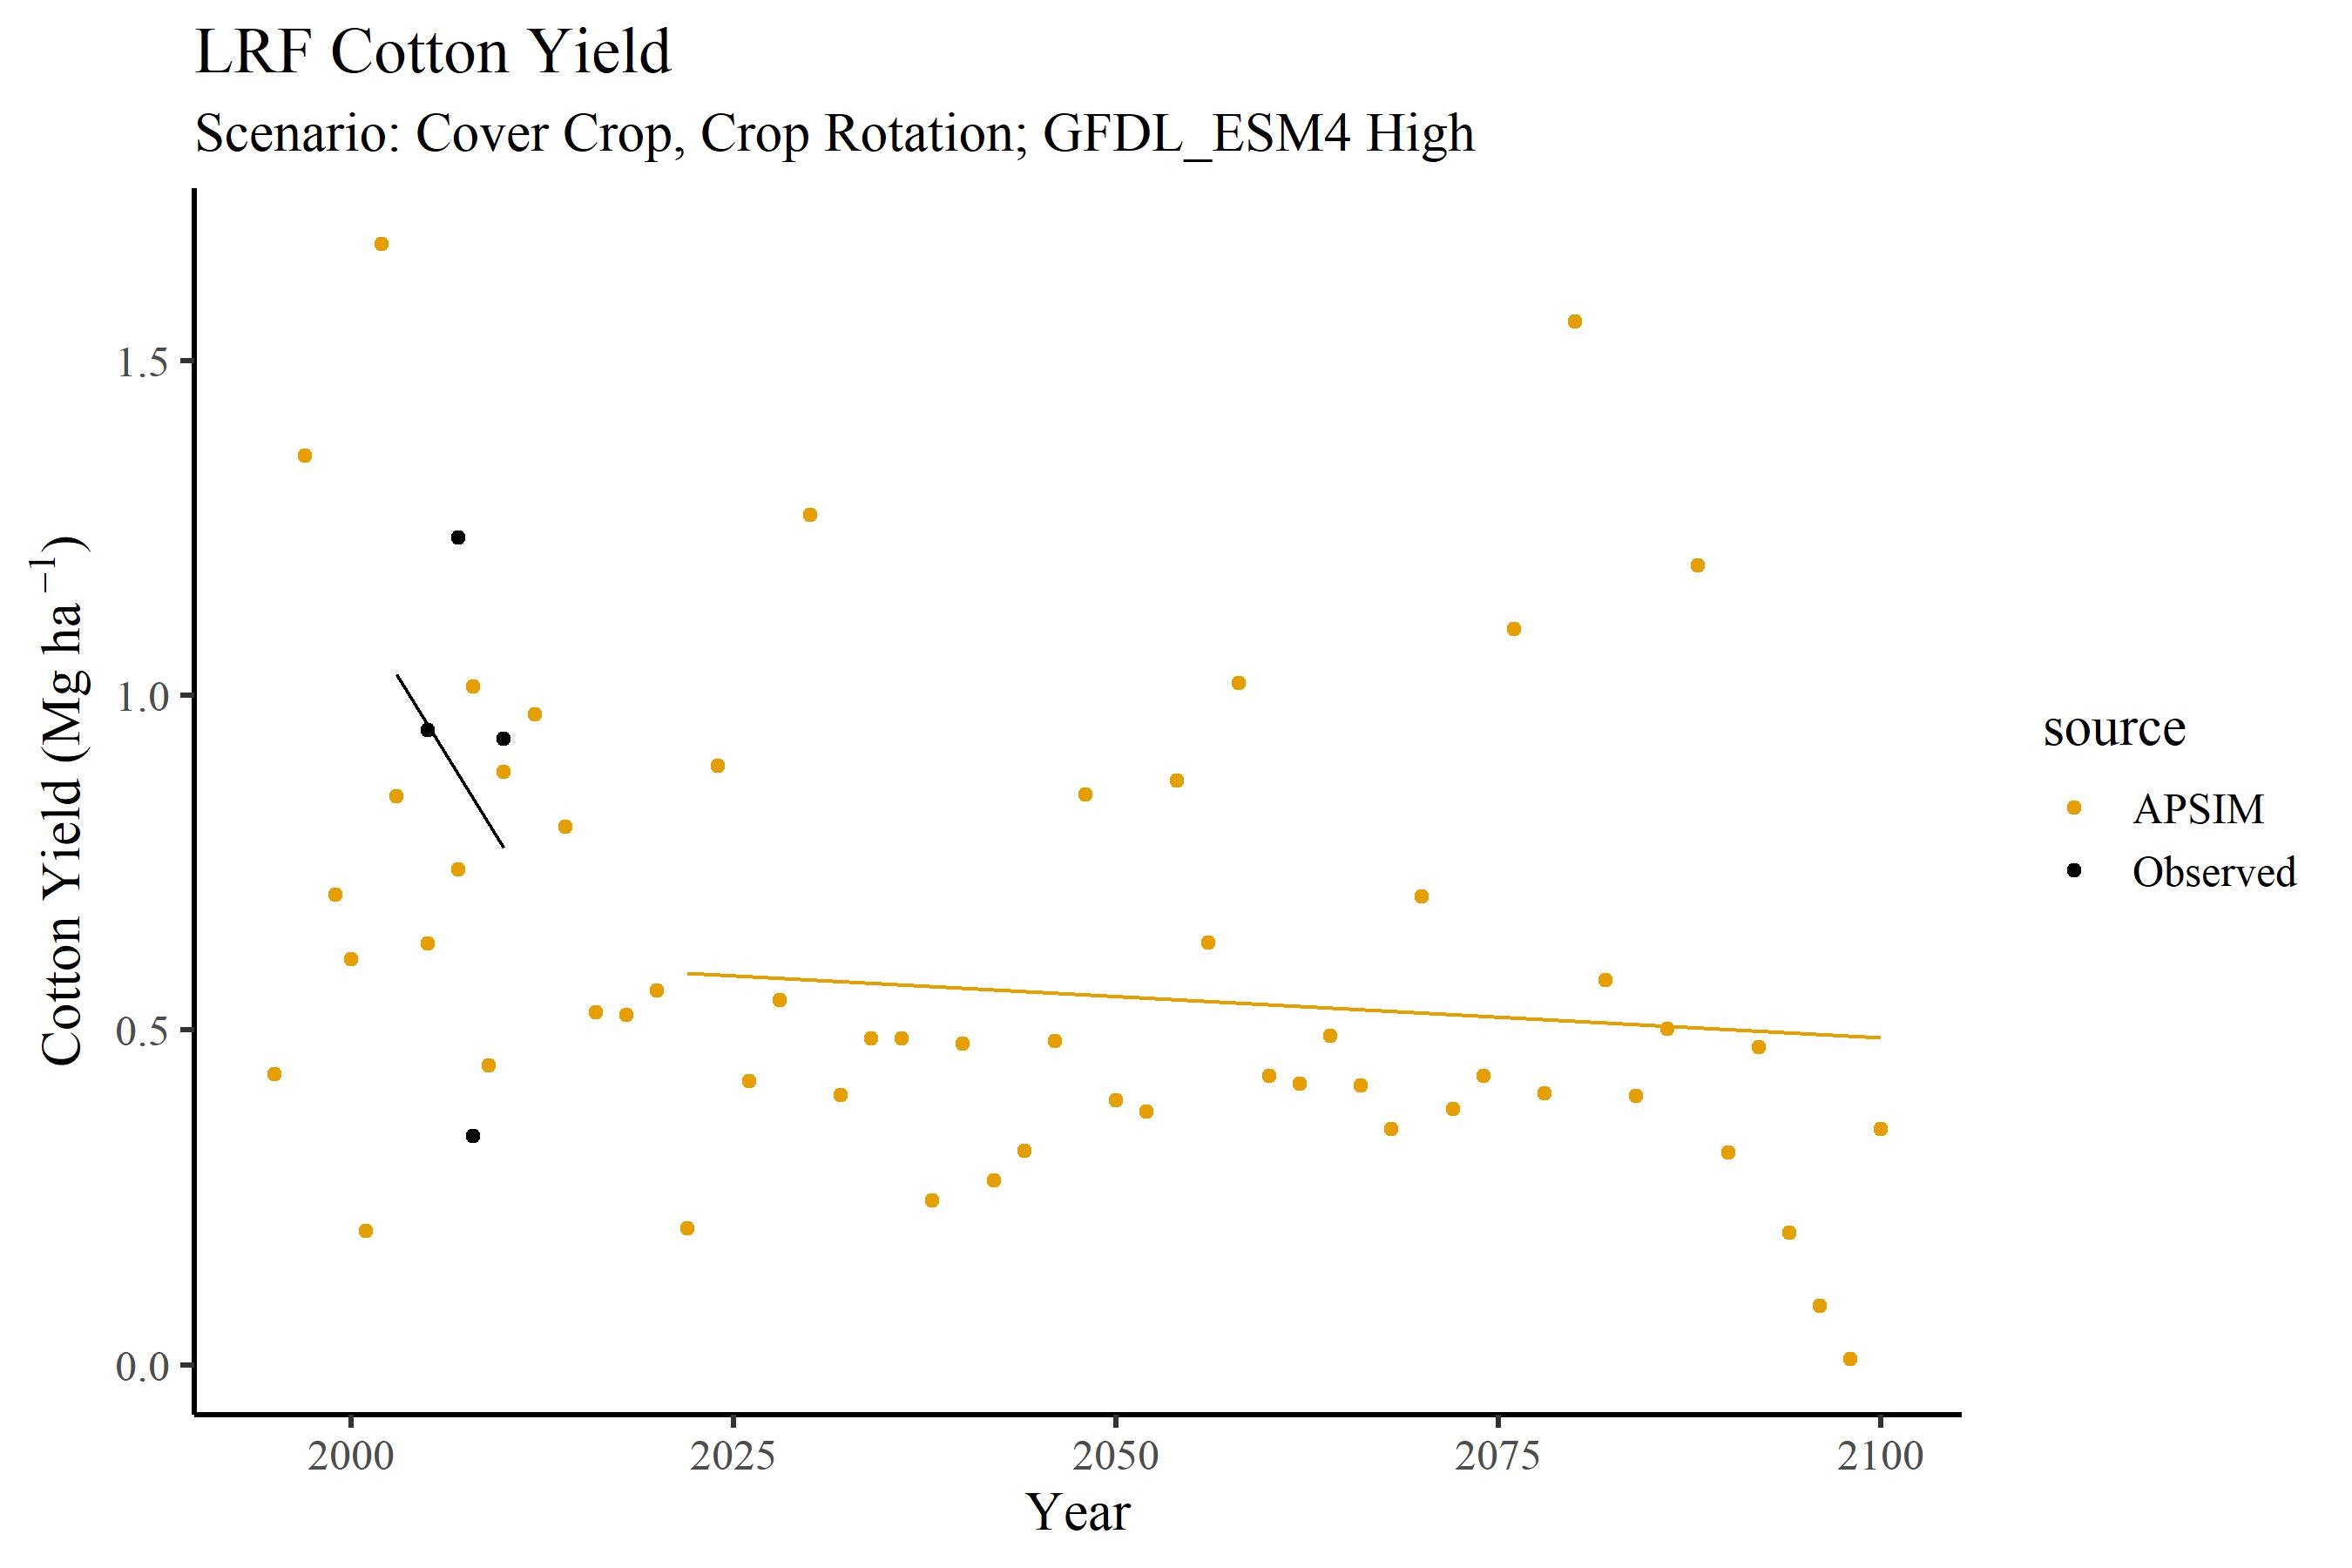 LRF Cotton Yield
Scenario: Cover Crop, Crop Rotation; GFDL_ESM4 High
Cotton Yield (Mg ha⁻¹)
1.5
1.0
0.5
0.0
2000 2025 2050 2075 2100
Year
source
APSIM
Observed